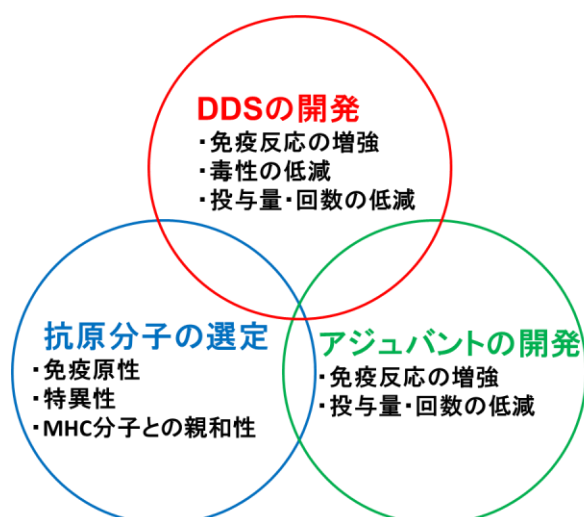 DDSの開発
・免疫反応の増強
・毒性の低減
・投与量・回数の低減
抗原分子の選定
・免疫原性
・特異性
・MHC分子との親和性
アジュバントの開発
・免疫反応の増強
・投与量・回数の低減